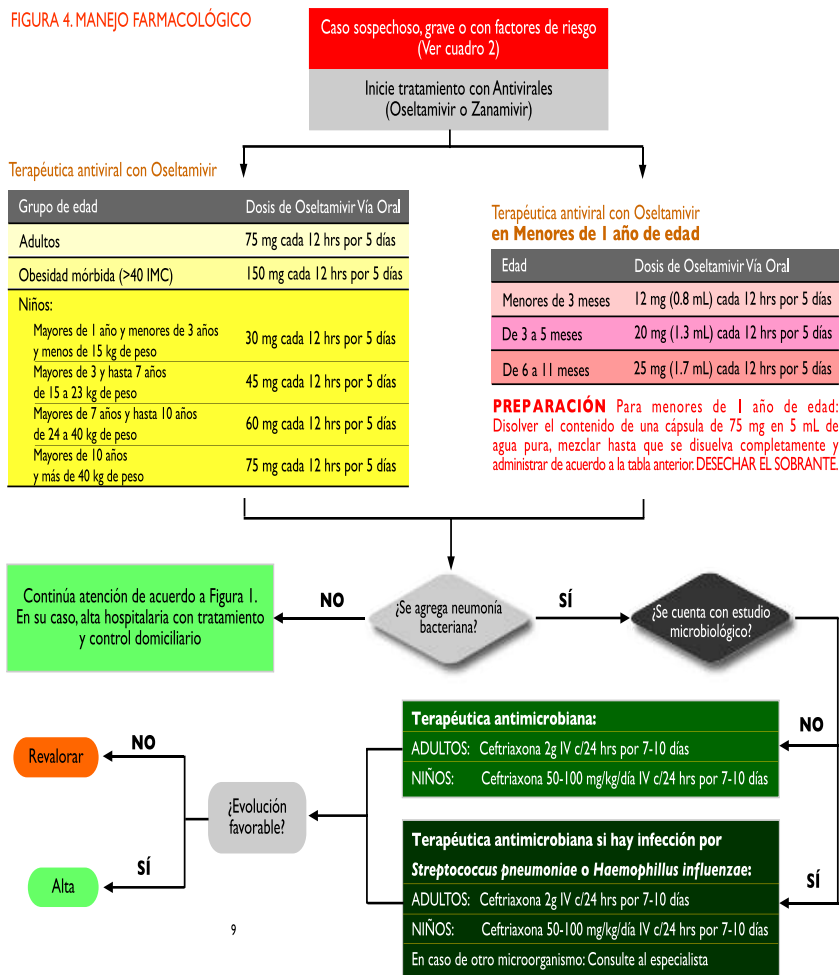 FIGURA 4. MANEJO FARMACOLÓGICO
Caso sospechoso, grave o con factores de riesgo
(Ver cuadro 2)
Inicie tratamiento con Antivirales
(Oseltamivir o Zanamivir)
Terapéutica antiviral con Oseltamivir
Grupo de edad Dosis de Oseltamivir Vía Oral
Adultos 75 mg cada 12 hrs por 5 días
Obesidad mórbida (>40 IMC) 150 mg cada 12 hrs por 5 días
Niños:
Mayores de 1 año y menores de 3 años
y menos de 15 kg de peso
30 mg cada 12 hrs por 5 días
Mayores de 3 y hasta 7 años
de 15 a 23 kg de peso
45 mg cada 12 hrs por 5 días
Mayores de 7 años y hasta 10 años
de 24 a 40 kg de peso
60 mg cada 12 hrs por 5 días
Mayores de 10 años
y más de 40 kg de peso
75 mg cada 12 hrs por 5 días
Terapéutica antiviral con Oseltamivir
en Menores de 1 año de edad
Edad Dosis de Oseltamivir Vía Oral
Menores de 3 meses 12 mg (0.8 mL) cada 12 hrs por 5 días
De 3 a 5 meses 20 mg (1.3 mL) cada 12 hrs por 5 días
De 6 a 11 meses 25 mg (1.7 mL) cada 12 hrs por 5 días
PREPARACIÓN Para menores de 1 año de edad:
Disolver el contenido de una cápsula de 75 mg en 5 mL de
agua pura, mezclar hasta que se disuelva completamente y
administrar de acuerdo a la tabla anterior. DESECHAR EL SOBRANTE.
¿Se agrega neumonía
bacteriana?
NO
SÍ
Continúa atención de acuerdo a Figura 1.
En su caso, alta hospitalaria con tratamiento
y control domiciliario
¿Se cuenta con estudio
microbiológico?
NO
Terapéutica antimicrobiana:
ADULTOS: Ceftriaxona 2g IV c/24 hrs por 7-10 días
NIÑOS: Ceftriaxona 50-100 mg/kg/día IV c/24 hrs por 7-10 días
SÍ
Terapéutica antimicrobiana si hay infección por
Streptococcus pneumoniae o Haemophillus influenzae:
ADULTOS: Ceftriaxona 2g IV c/24 hrs por 7-10 días
NIÑOS: Ceftriaxona 50-100 mg/kg/día IV c/24 hrs por 7-10 días
En caso de otro microorganismo: Consulte al especialista
¿Evolución
favorable?
NO
Revalorar
SÍ
Alta
9